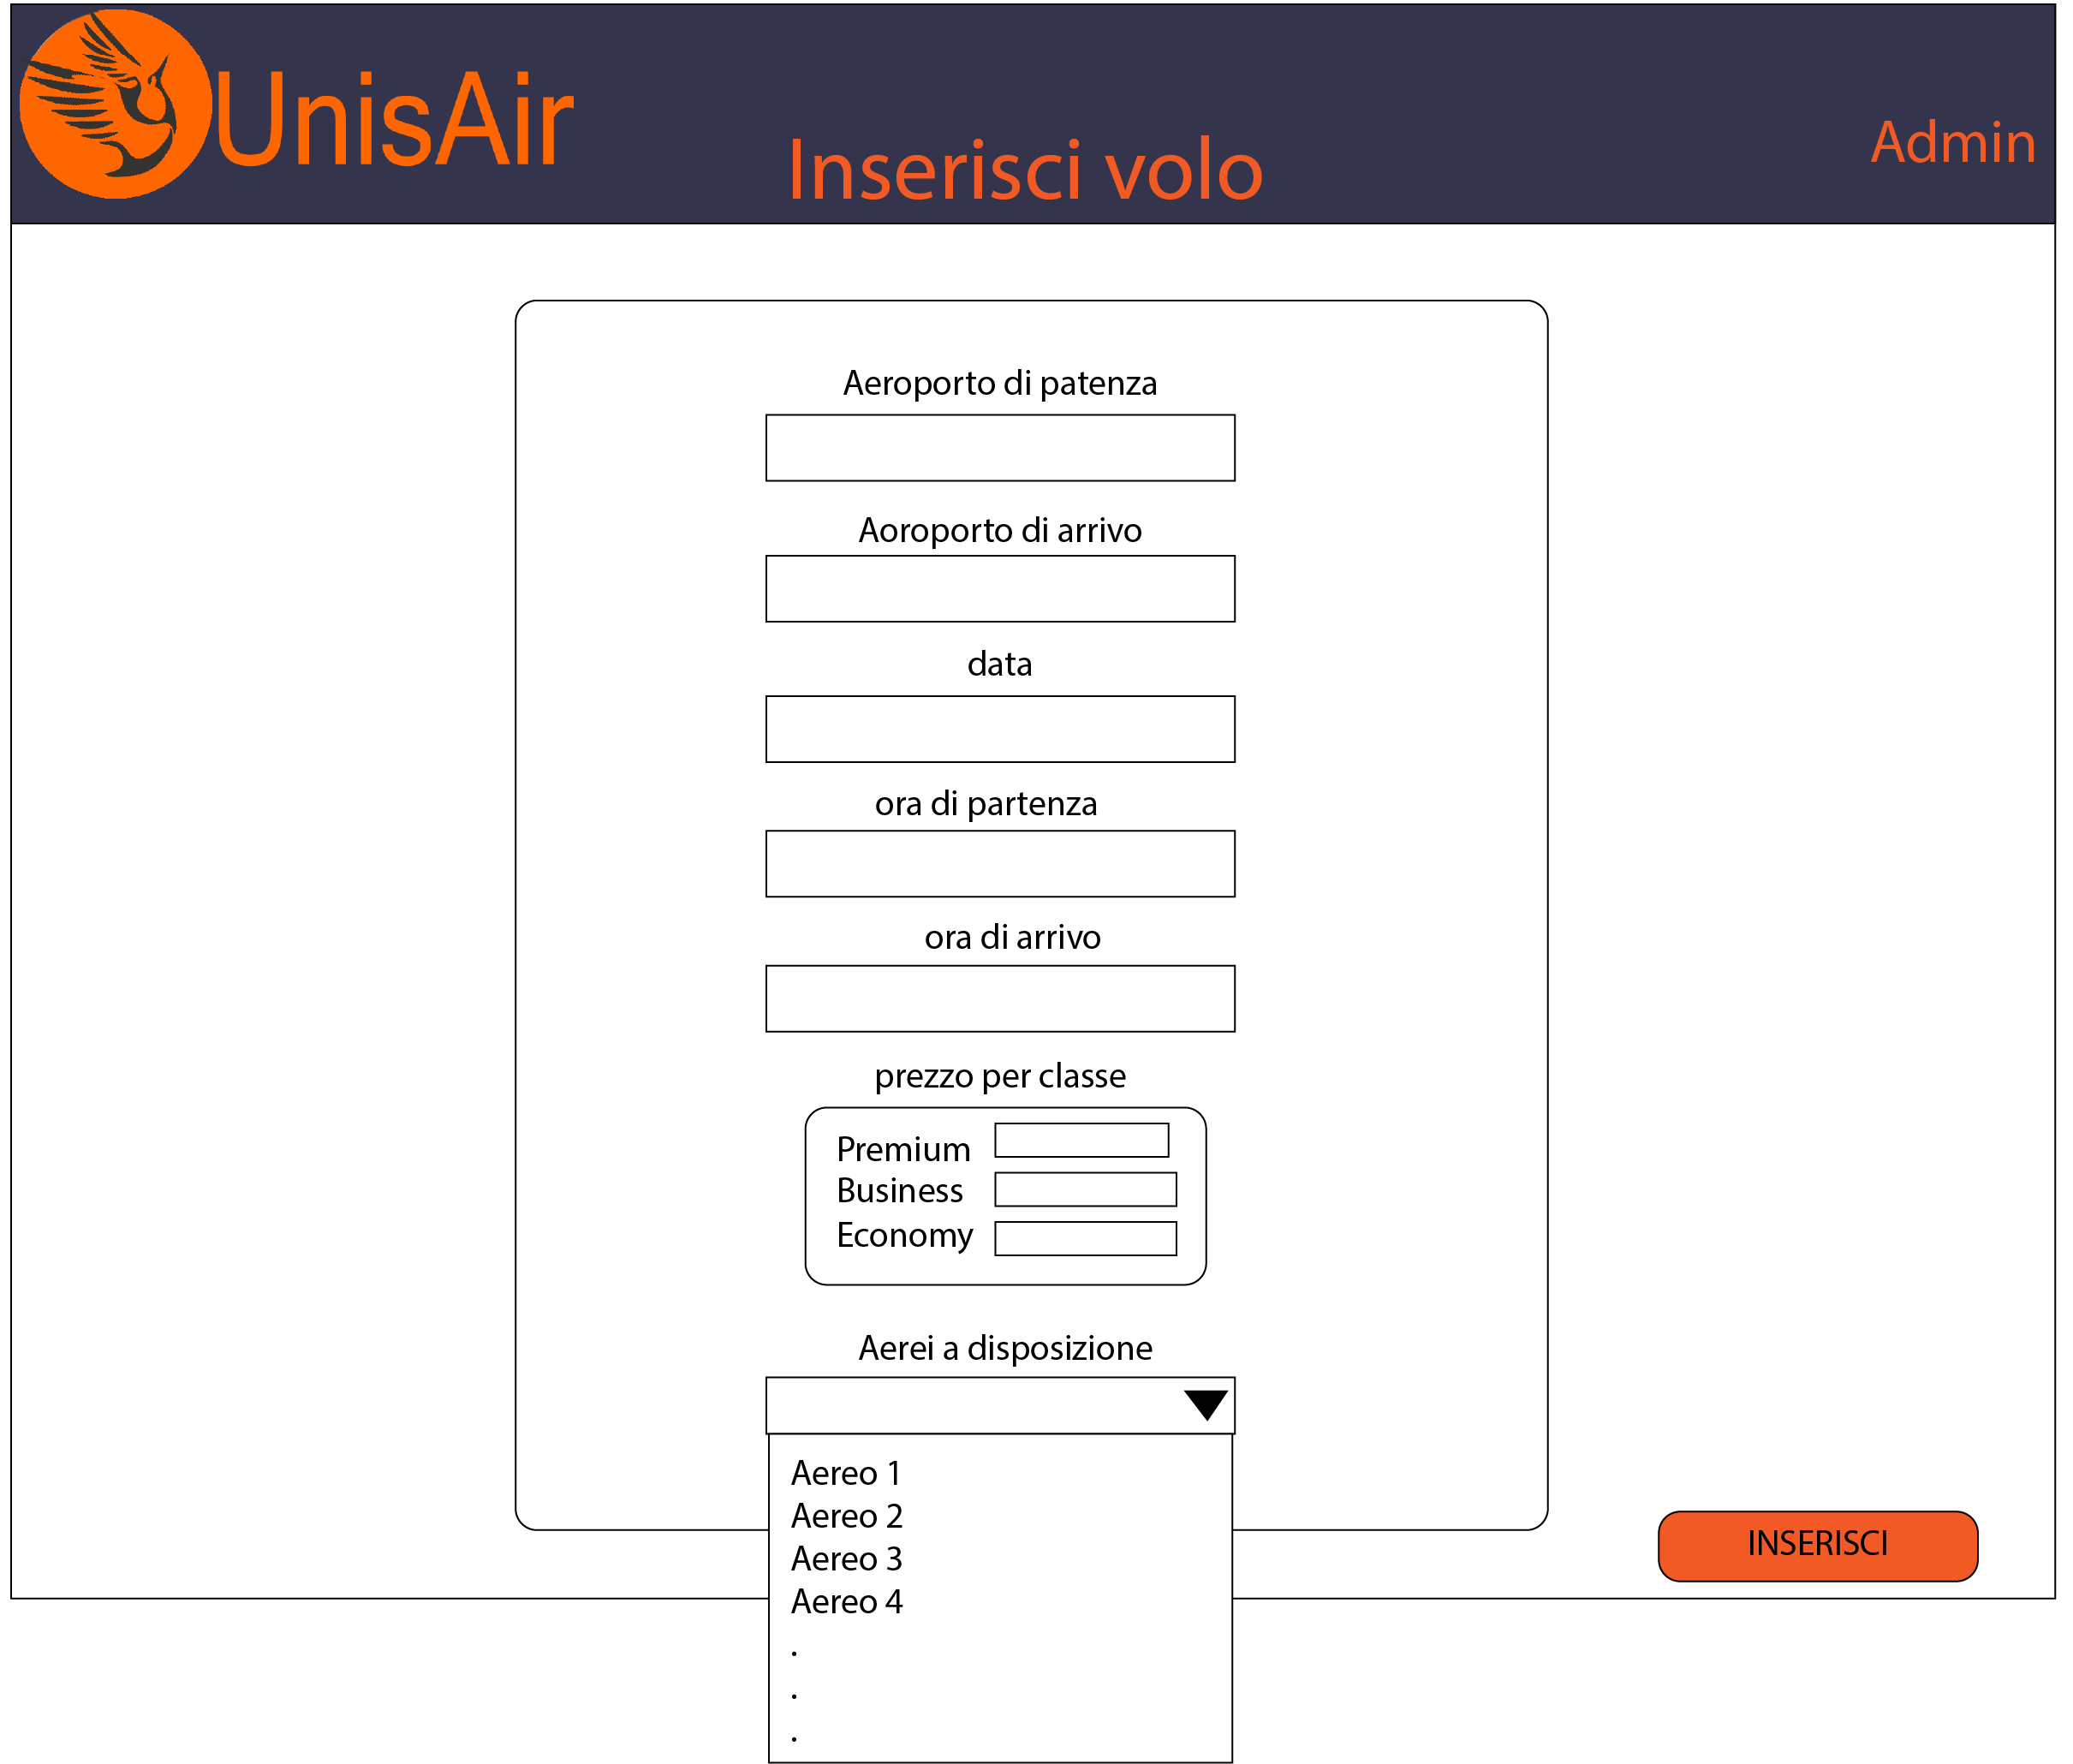 UnisAir
Inserisci volo
Admin
Aeroporto di patenza
Aoroporto di arrivo
data
ora di partenza
ora di arrivo
prezzo per classe
Premium
Business
Economy
Aerei a disposizione
Aereo 1
Aereo 2
Aereo 3
Aereo 4
.
.
.
INSERISCI